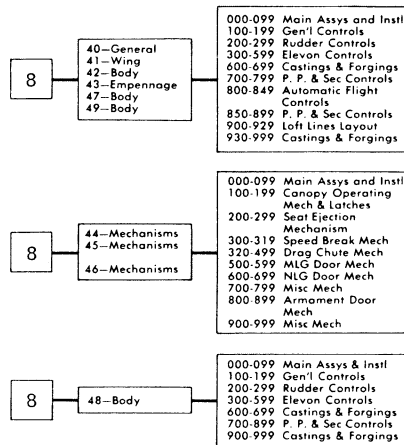 8
40—General
41—Wing
42—Body
43—Empennage
47—Body
49—Body
000-099 Main Assys and Instl
100-199 Gen'l Controls
200-299 Rudder Controls
300-599 Elevon Controls
600-699 Castings & Forgings
700-799 P. P. & Sec Controls
800-849 Automatic Flight
Controls
850-899 P. P. & Sec Controls
900-929 Loft Lines Layout
930-999 Castings & Forgings
8
44—Mechanisms
45—Mechanisms
46—Mechanisms
000-099 Main Assys and Instl
100-199 Canopy Operating
Mech & Latches
200-299 Seat Ejection
Mechanism
300-319 Speed Break Mech
320-499 Drag Chute Mech
500-599 MLG Door Mech
600-699 NLG Door Mech
700-799 Misc Mech
800-899 Armament Door
Mech
900-999 Misc Mech
8
48—Body
000-099 Main Assys & Instl
100-199 Gen'l Controls
200-299 Rudder Controls
300-599 Elevon Controls
600-699 Castings & Forgings
700-899 P. P. & Sec Controls
900-999 Castings & Forgings